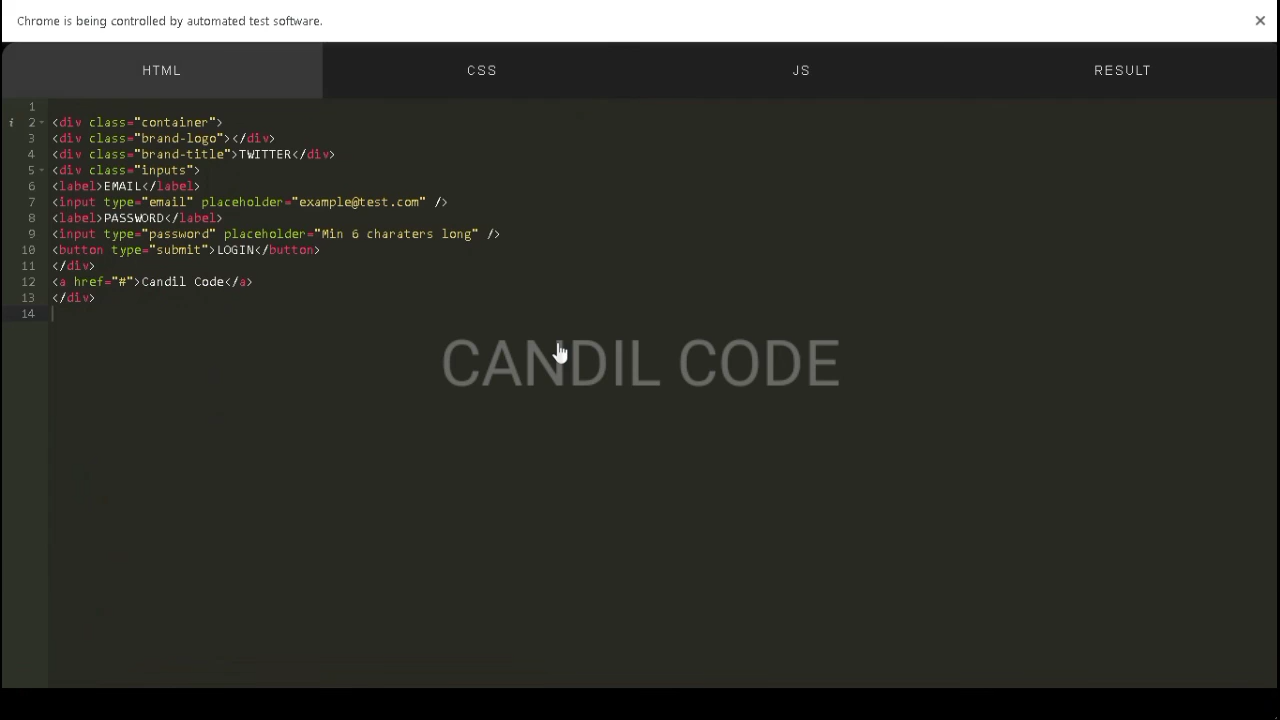 Chrome is being controlled by automated test software.
HTML CSS JS RESULT
1
i 2 <div class="container">
3 <div class="brand-logo"></div>
4 <div class="brand-title">TWITTER</div>
5 <div class="inputs">
6 <label>EMAIL</label>
7 <input type="email" placeholder="example@test.com" />
8 <label>PASSWORD</label>
9 <input type="password" placeholder="Min 6 charaters long" />
10 <button type="submit">LOGIN</button>
11 </div>
12 <a href="#">Candil Code</a>
13 </div>
14
CANDIL CODE